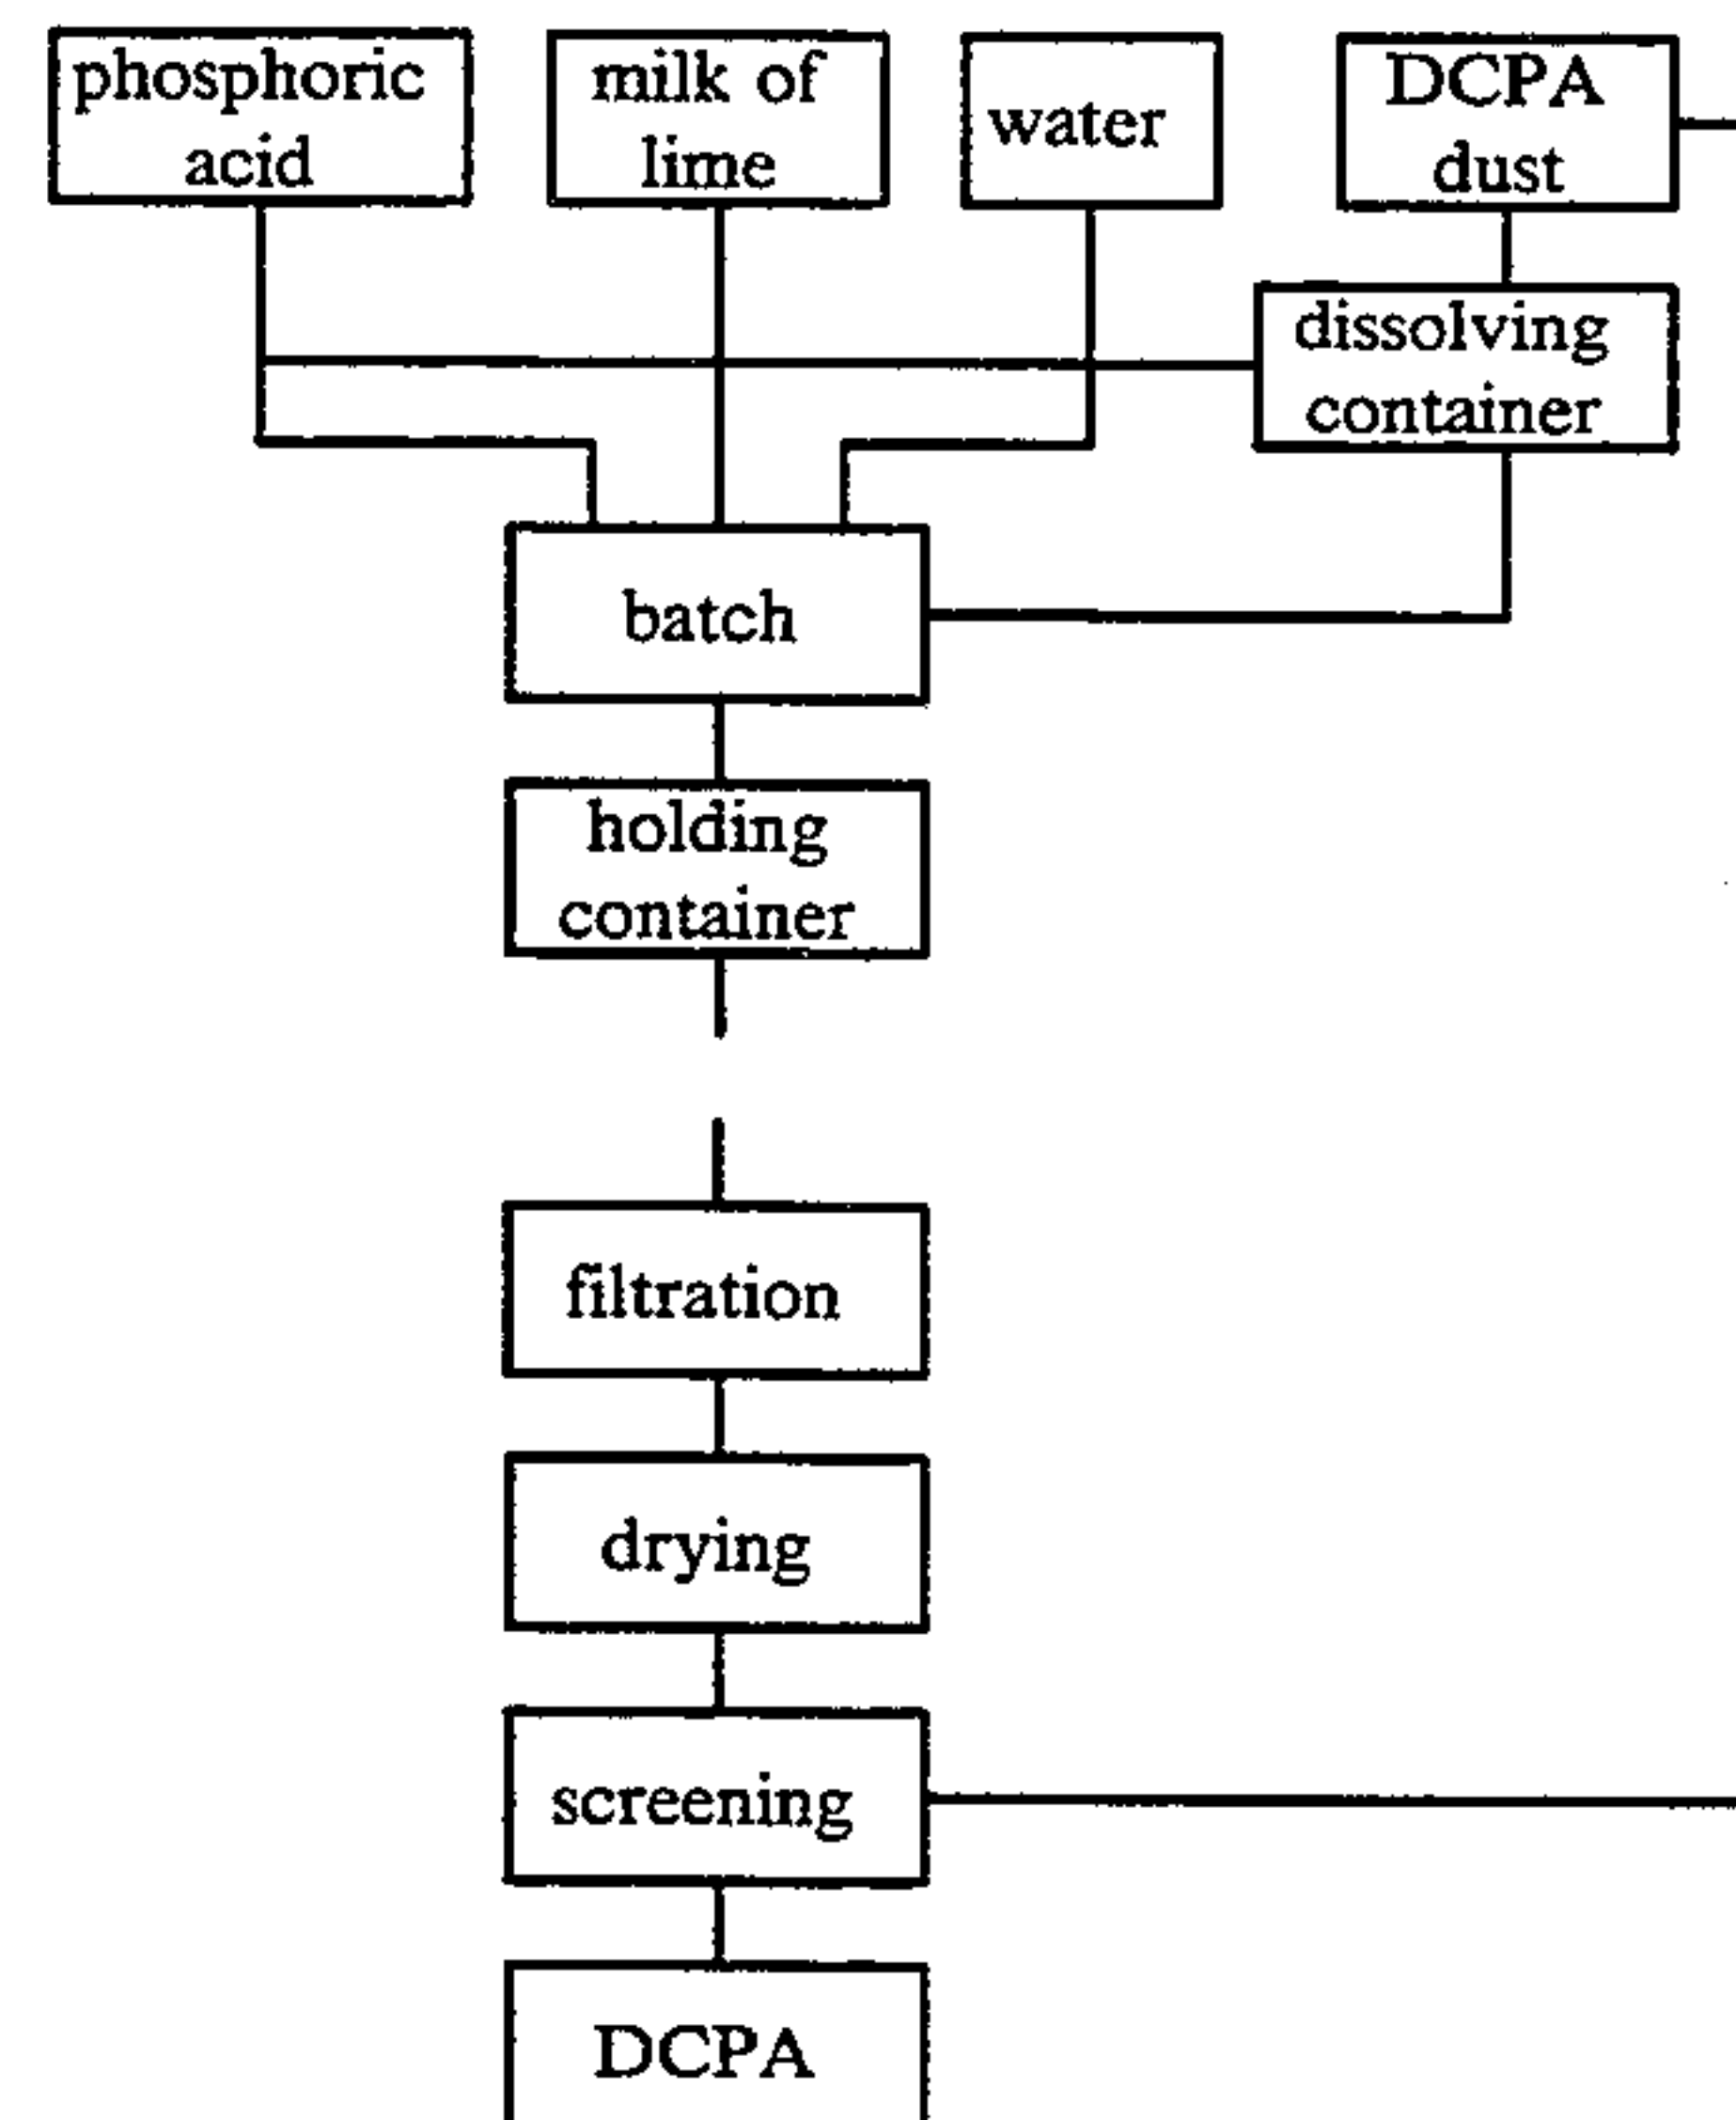 phosphoric
acid
milk of
lime
water
DCPA
dust
dissolving
container
batch
holding
container
filtration
drying
screening
DCPA